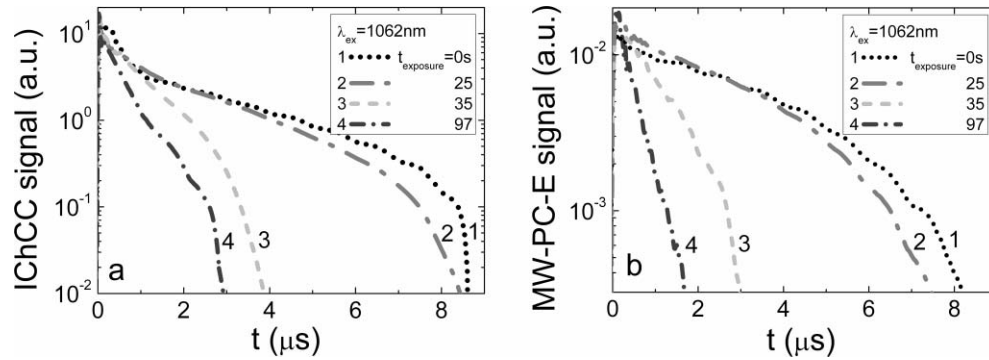 IChCC signal (a.u.)
10¹
10⁰
10⁻¹
10⁻²
λex=1062nm
1 texposure=0s
2 25
3 35
4 97
4
3
2
1
a
0 2 4 6 8
t (μs)
MW-PC-E signal (a.u.)
10⁻²
10⁻³
λex=1062nm
1 texposure=0s
2 25
3 35
4 97
4
3
2
1
b
0 2 4 6 8
t (μs)